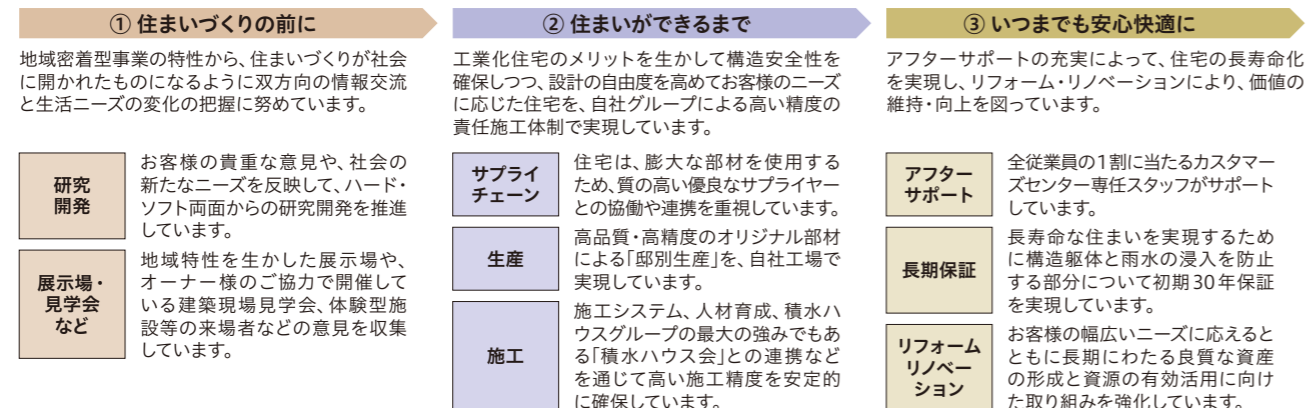 ① 住まいづくりの前に
地域密着型事業の特性から、住まいづくりが社会
に開かれたものになるように双方向の情報交流
と生活ニーズの変化の把握に努めています。
研究
開発
お客様の貴重な意見や、社会の
新たなニーズを反映して、ハード・
ソフト両面からの研究開発を推進
しています。
展示場・
見学会
など
地域特性を生かした展示場や、
オーナー様のご協力で開催して
いる建築現場見学会、体験型施
設等の来場者などの意見を収集
しています。
② 住まいができるまで
工業化住宅のメリットを生かして構造安全性を
確保しつつ、設計の自由度を高めてお客様のニーズ
に応じた住宅を、自社グループによる高い精度の
責任施工体制で実現しています。
サプライ
チェーン
住宅は、膨大な部材を使用する
ため、質の高い優良なサプライヤー
との協働や連携を重視しています。
生産
高品質・高精度のオリジナル部材
による「邸別生産」を、自社工場で
実現しています。
施工
施工システム、人材育成、積水ハ
ウスグループの最大の強みでもあ
る「積水ハウス会」との連携など
を通じて高い施工精度を安定的
に確保しています。
③ いつまでも安心快適に
アフターサポートの充実によって、住宅の長寿命化
を実現し、リフォーム・リノベーションにより、価値の
維持・向上を図っています。
アフター
サポート
全従業員の1割に当たるカスタマー
ズセンター専任スタッフがサポート
しています。
長期保証
長寿命な住まいを実現するため
に構造躯体と雨水の浸入を防止
する部分について初期30年保証
を実現しています。
リフォーム
リノベー
ション
お客様の幅広いニーズに応えると
ともに長期にわたる良質な資産
の形成と資源の有効活用に向け
た取り組みを強化しています。